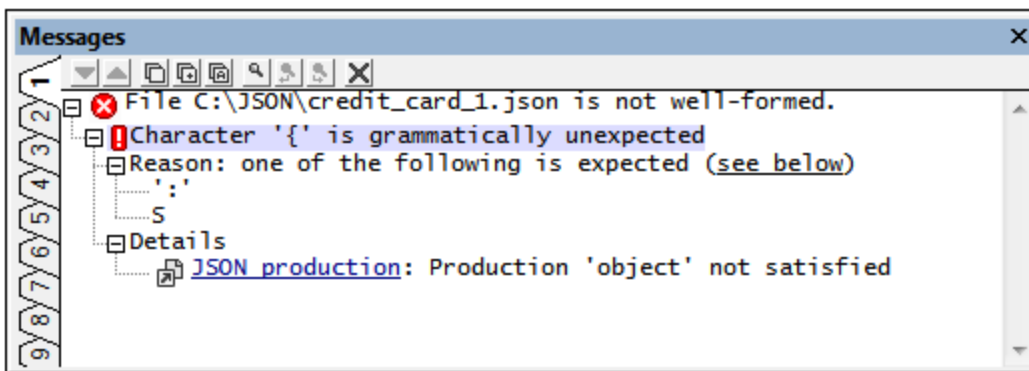 Messages
File C:\JSON\credit_card_1.json is not well-formed.
Character '{' is grammatically unexpected
Reason: one of the following is expected (see below)
':'
S
Details
JSON production: Production 'object' not satisfied
1
2
3
4
5
6
7
8
9